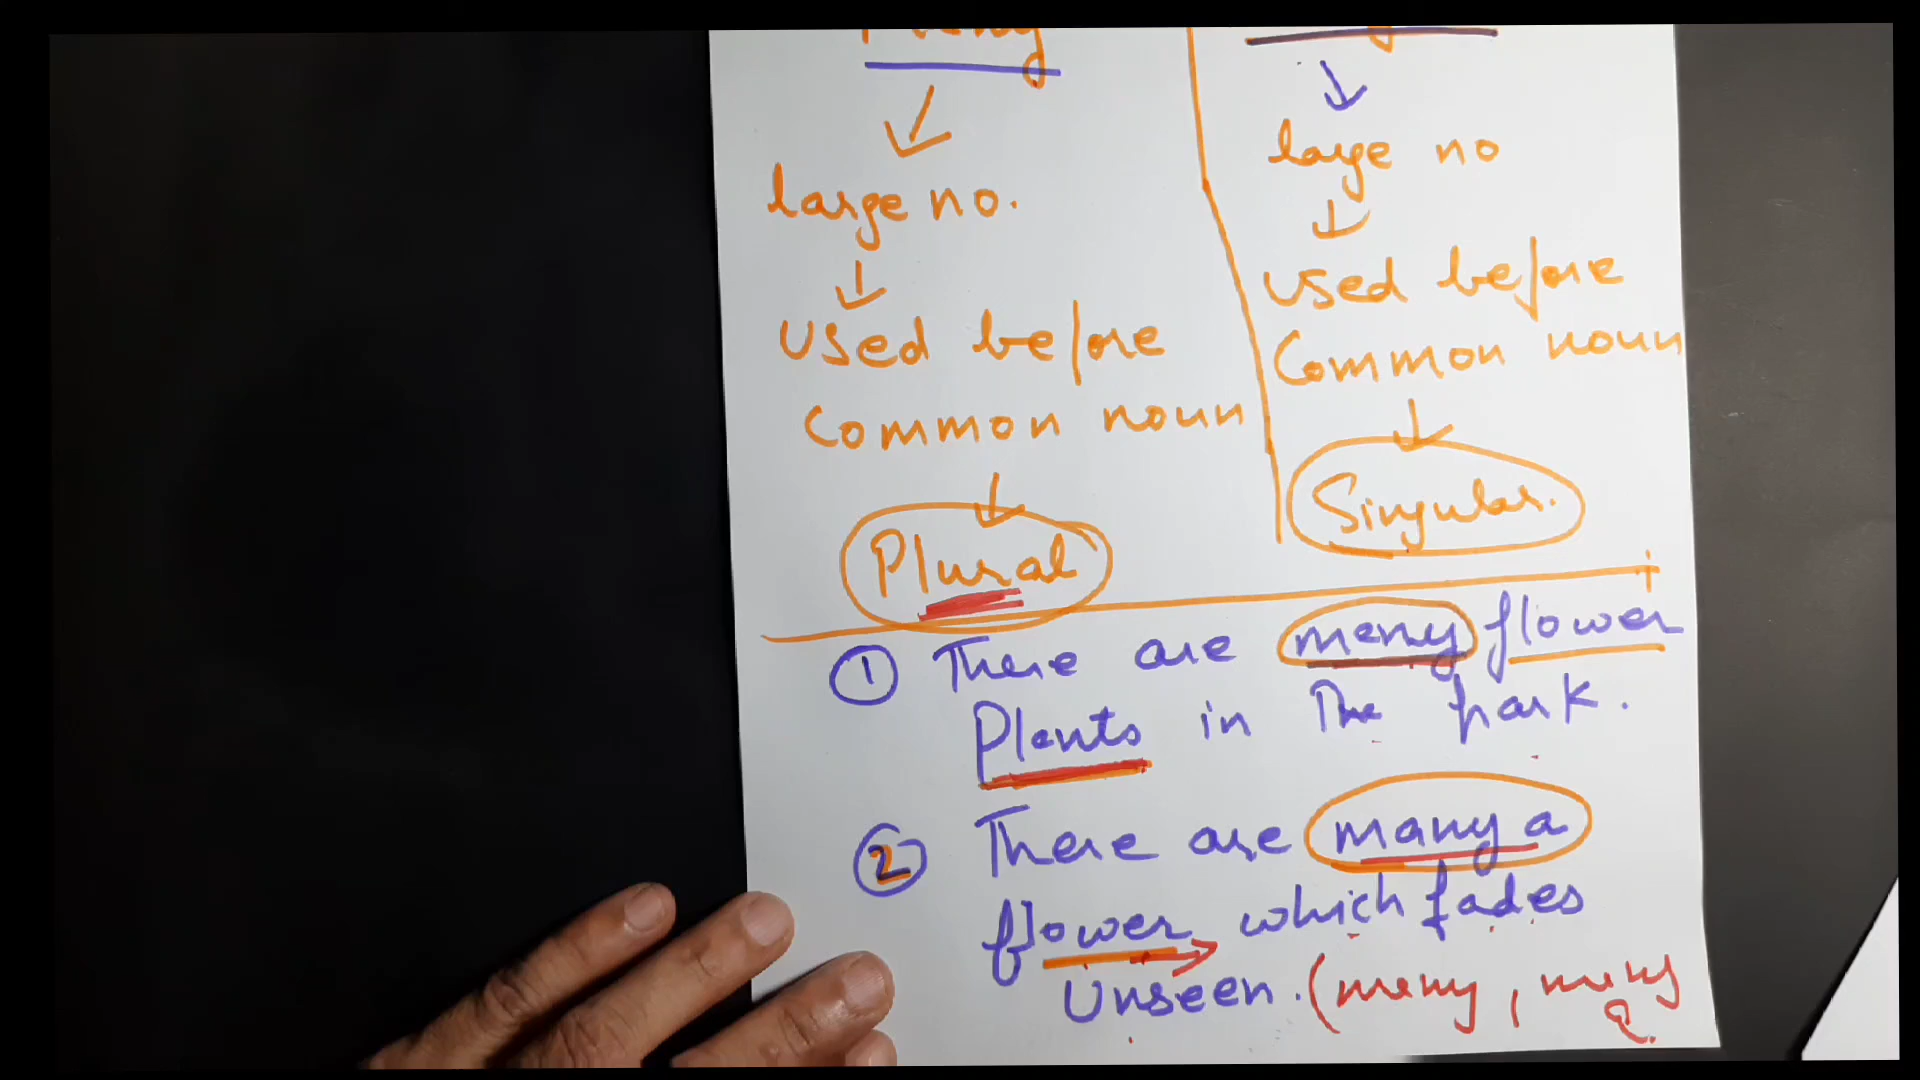 Many
large no.
Used before
Common noun
Plural
large no
Used before
Common noun
Singular.
① There are many flower
Plants in the park.
② There are many a
flower which fades
Unseen. (many, many
a.